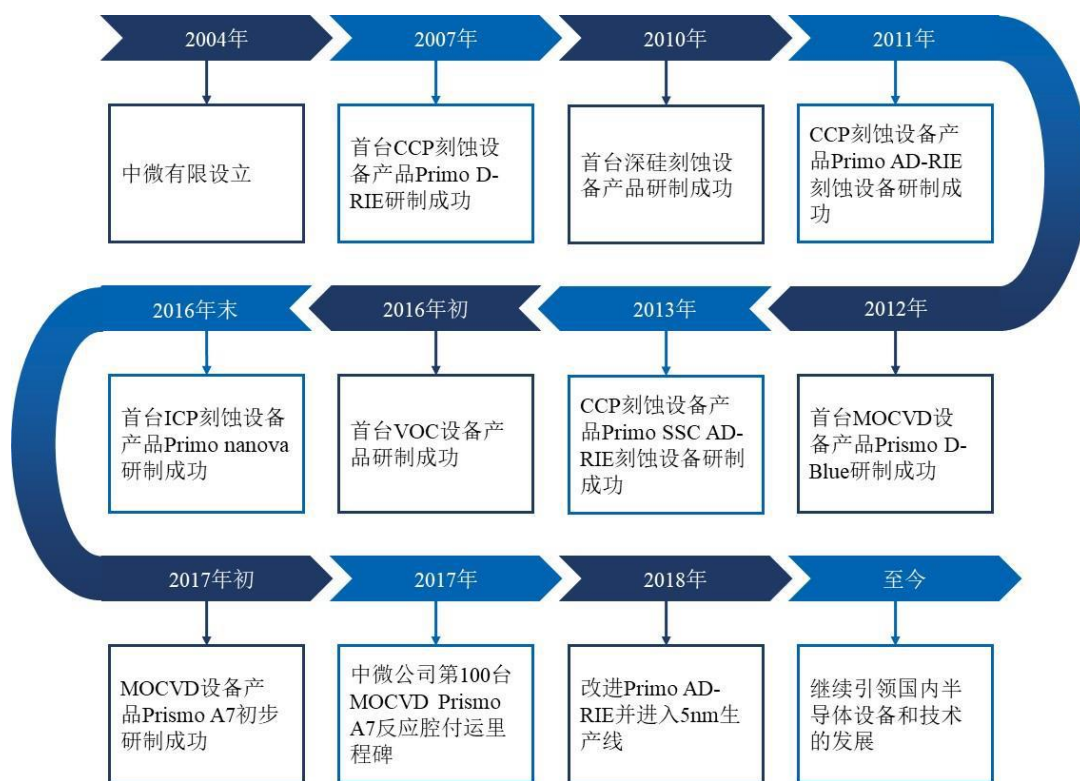 2004年
2007年
2010年
2011年
中微有限设立
首台CCP刻蚀设
备产品Primo D-
RIE研制成功
首台深硅刻蚀设
备产品研制成功
CCP刻蚀设备产
品Primo AD-RIE
刻蚀设备研制成
功
2016年末
2016年初
2013年
2012年
首台ICP刻蚀设备
产品Primo nanova
研制成功
首台VOC设备产
品研制成功
CCP刻蚀设备产
品Primo SSC AD-
RIE刻蚀设备研制
成功
首台MOCVD设
备产品Prismo D-
Blue研制成功
2017年初
2017年
2018年
至今
MOCVD设备产
品Prismo A7初步
研制成功
中微公司第100台
MOCVD Prismo
A7反应腔付运里
程碑
改进Primo AD-
RIE并进入5nm生
产线
继续引领国内半
导体设备和技术
的发展